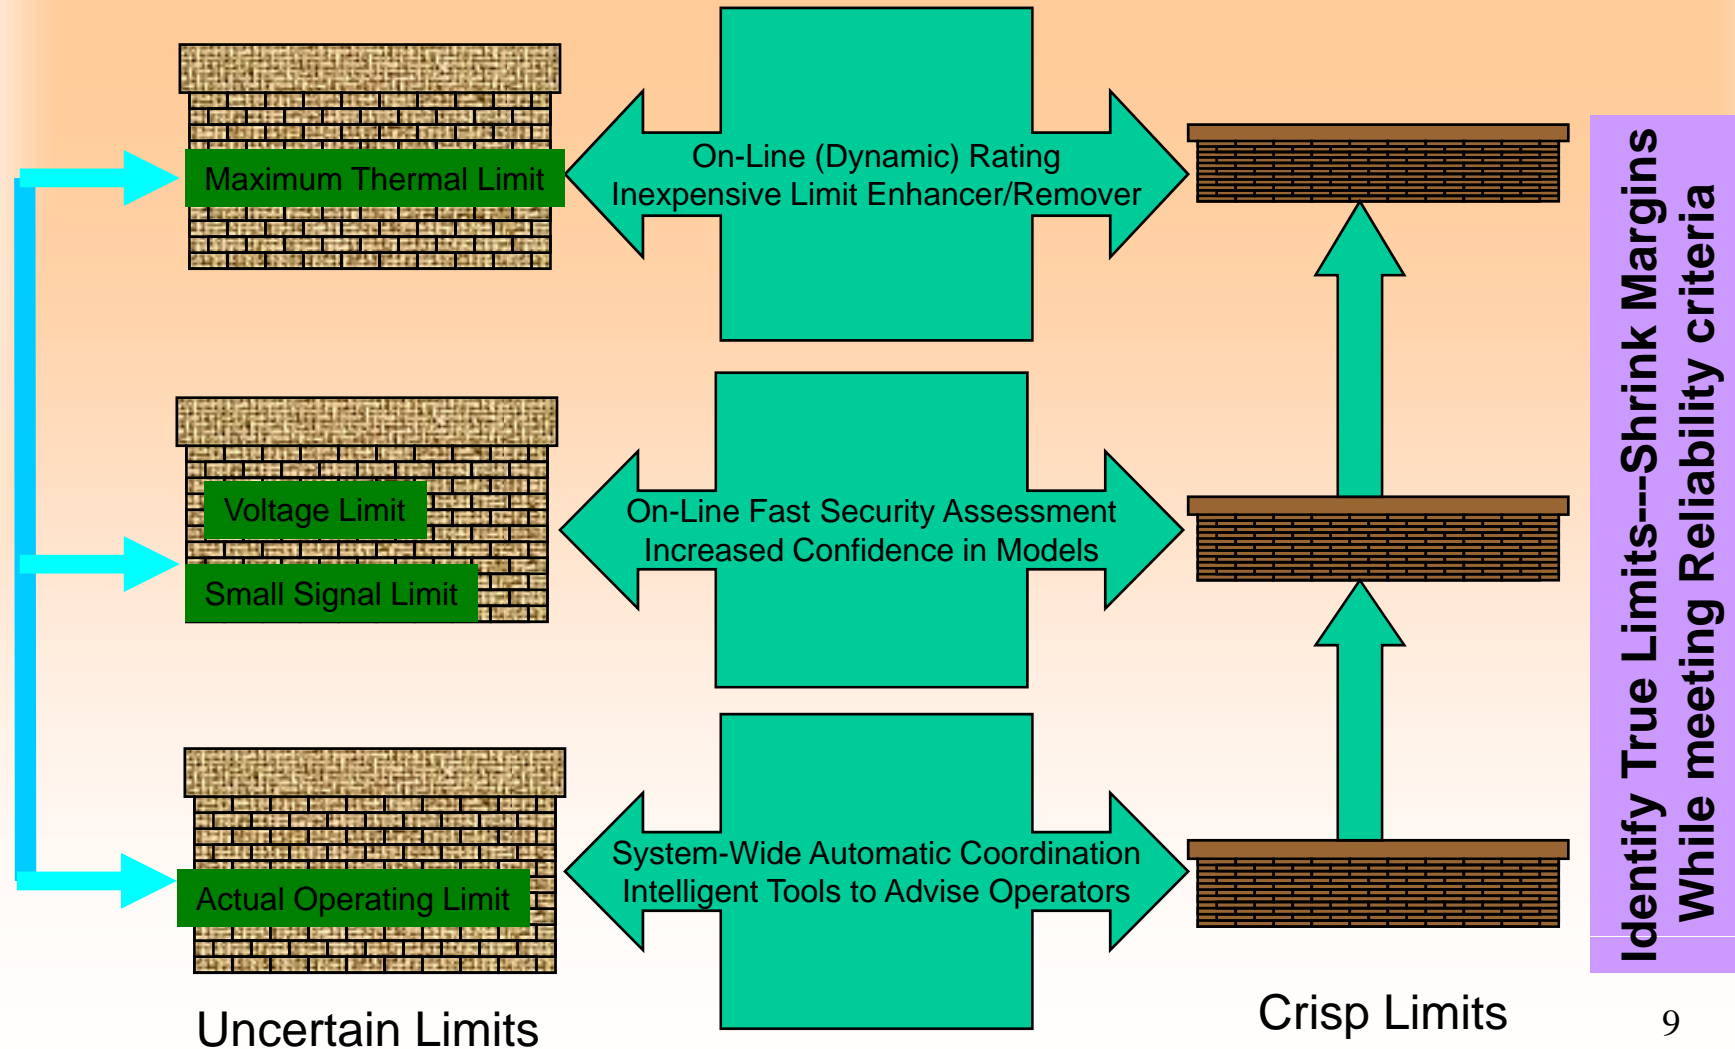 Maximum Thermal Limit
On-Line (Dynamic) Rating
Inexpensive Limit Enhancer/Remover
Voltage Limit
Small Signal Limit
On-Line Fast Security Assessment
Increased Confidence in Models
Actual Operating Limit
System-Wide Automatic Coordination
Intelligent Tools to Advise Operators
Uncertain Limits
Crisp Limits
Identify True Limits---Shrink Margins
While meeting Reliability criteria
9